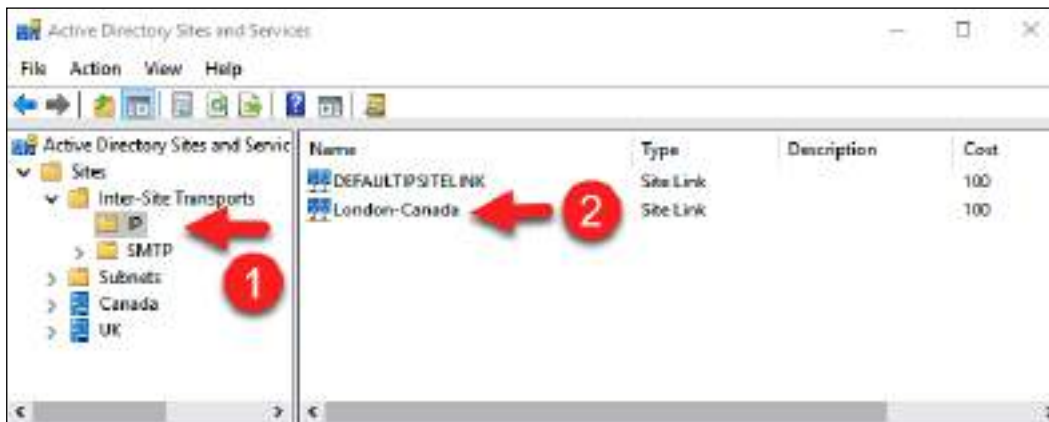 Active Directory Sites and Services
File Action View Help
Active Directory Sites and Servic
Name Type Description Cost
Sites
DEFAULTIPSITELINK Site Link 100
Inter-Site Transports
London-Canada Site Link 100
IP
2
SMTP
1
Subnets
Canada
UK